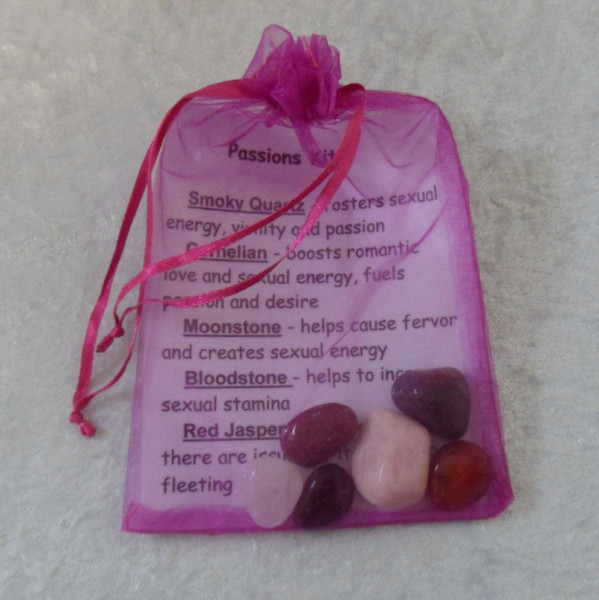 Passions Kit
Smoky Quartz - fosters sexual
energy, virility and passion
Carnelian - boosts romantic
love and sexual energy, fuels
passion and desire
Moonstone - helps cause fervor
and creates sexual energy
Bloodstone - helps to
sexual stamina
Red Jasper
there are
fleeting